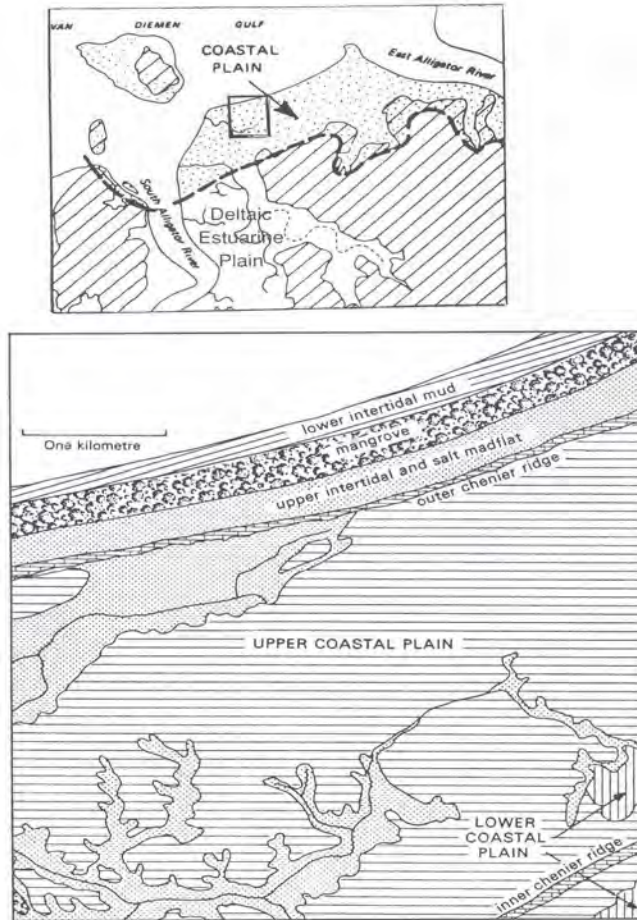 VAN DIEMEN GULF
COASTAL
PLAIN
East Alligator River
South Alligator River
Deltaic
Estuarine
Plain
lower intertidal mud
One kilometre
mangrove
upper intertidal and salt madflat
outer chenier ridge
UPPER COASTAL PLAIN
LOWER
COASTAL
PLAIN
inner chenier ridge